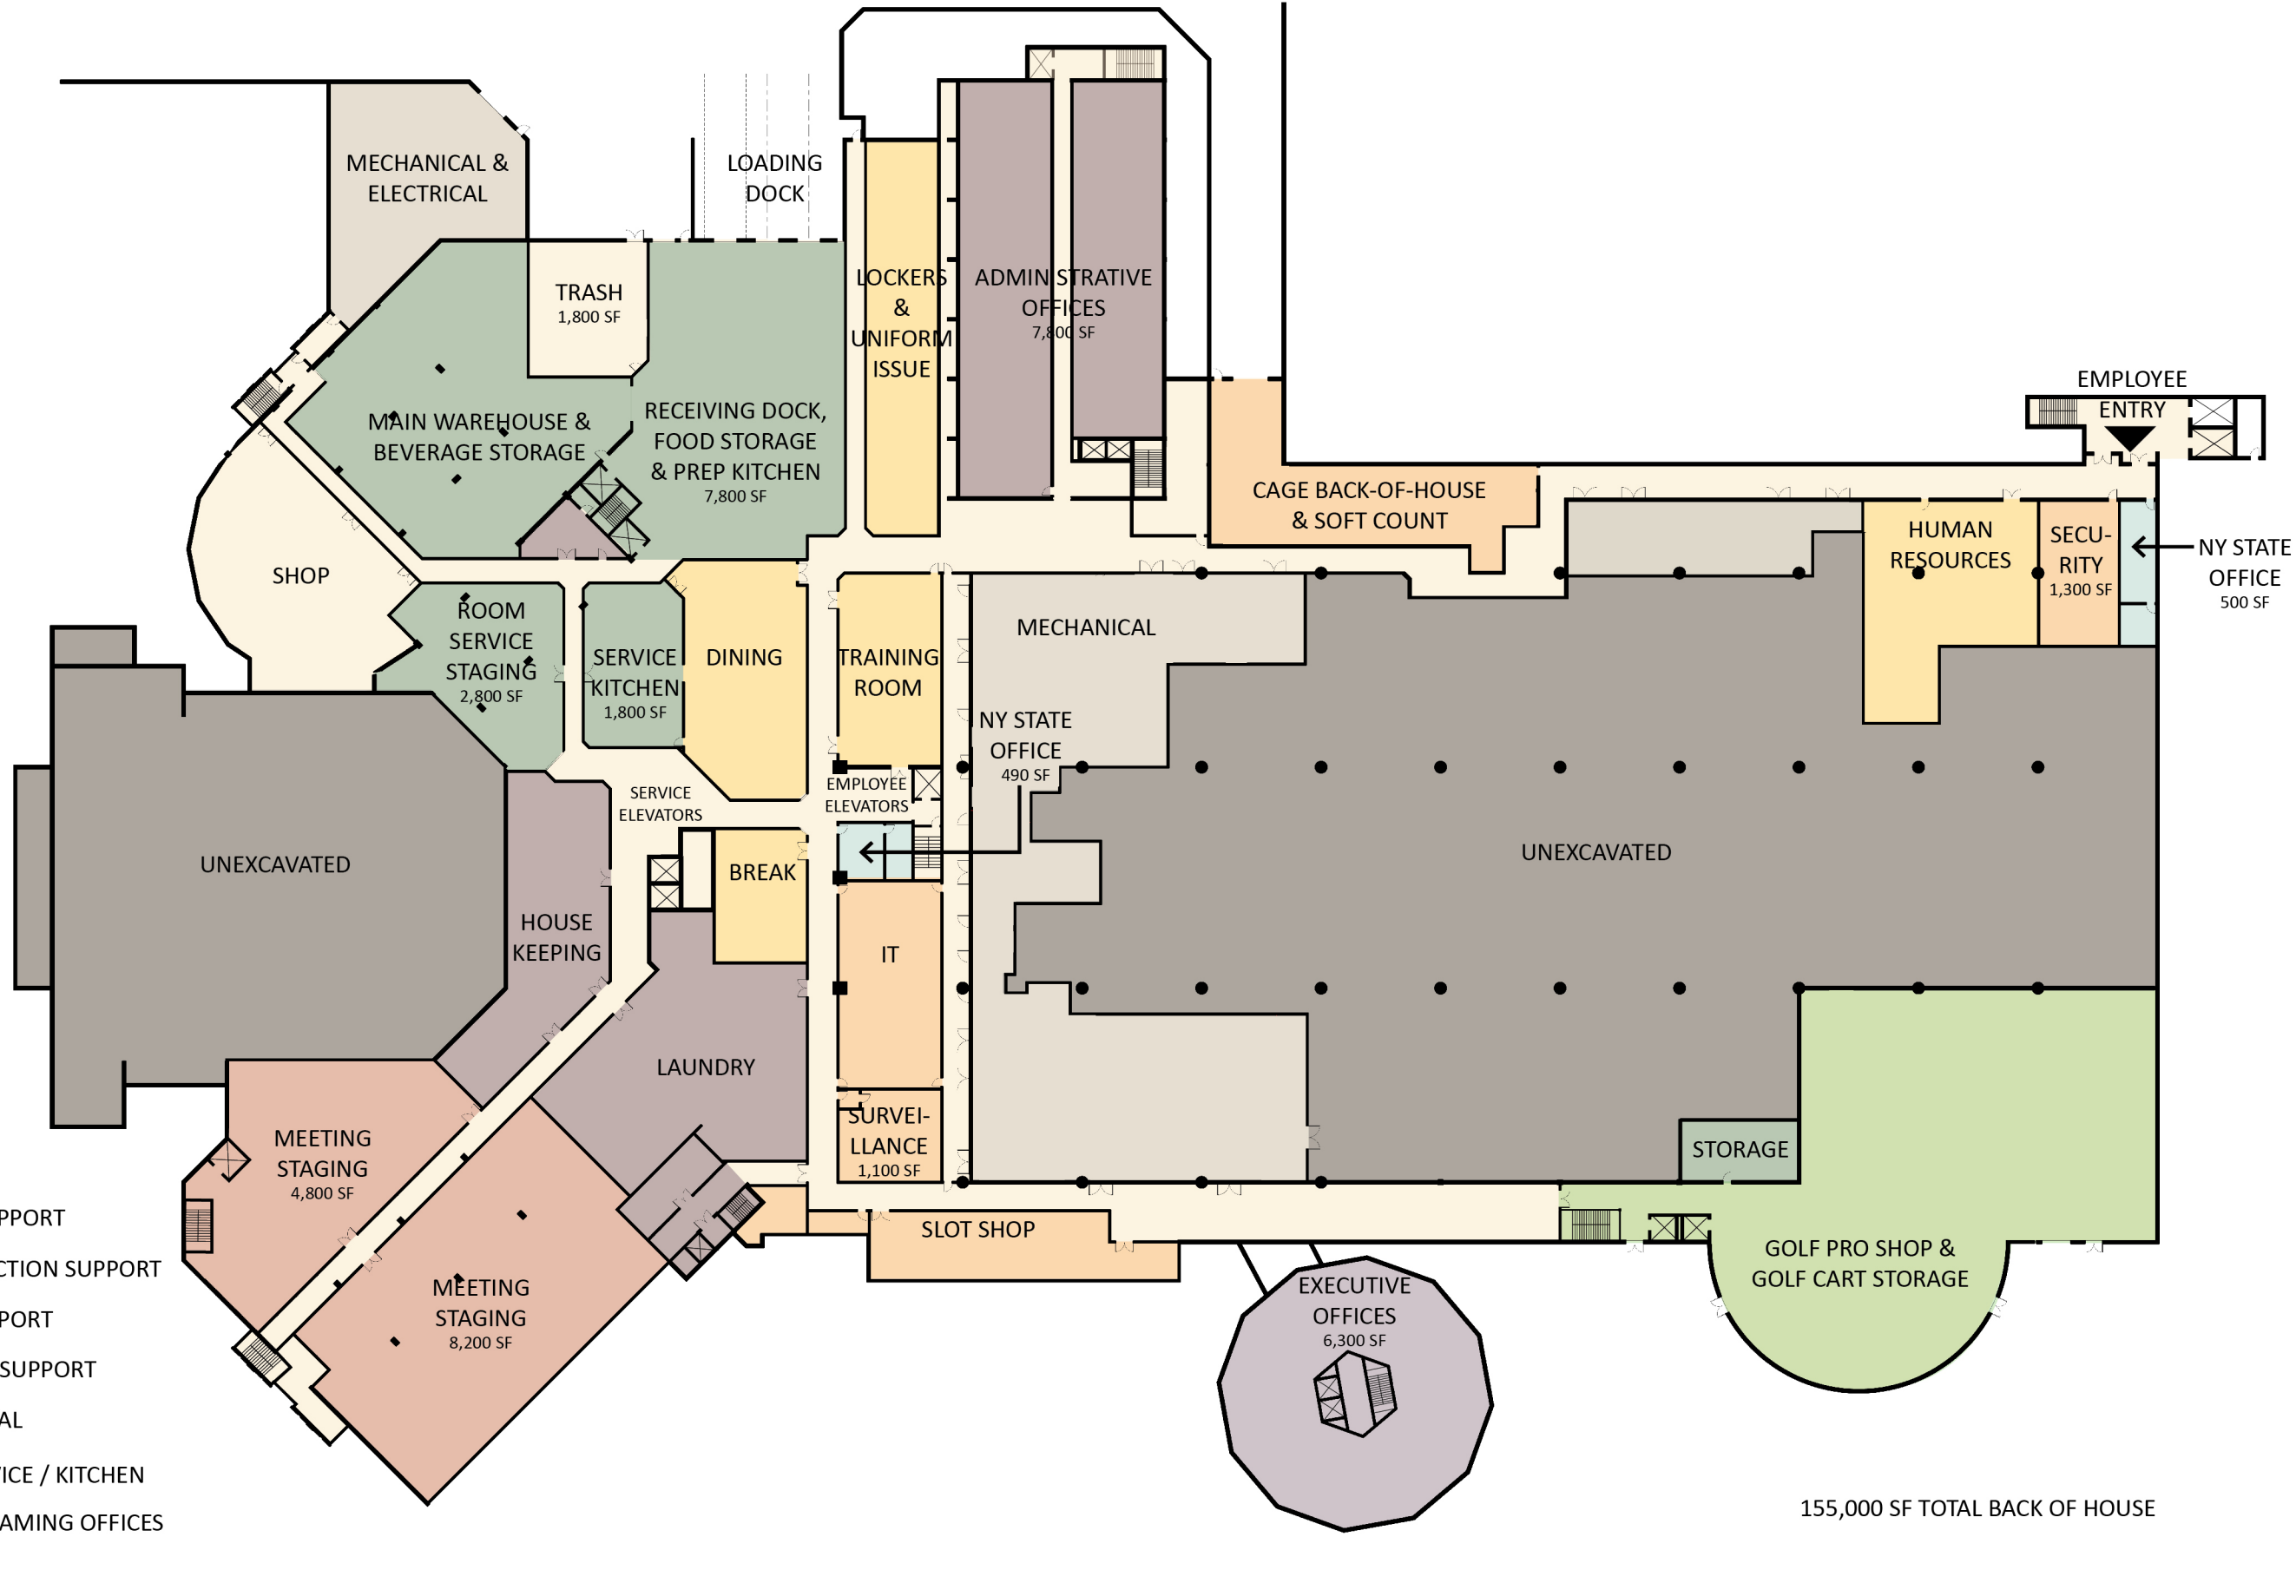 MECHANICAL &
ELECTRICAL
LOADING
DOCK
TRASH
1,800 SF
LOCKERS
&
UNIFORM
ISSUE
ADMINISTRATIVE
OFFICES
7,800 SF
MAIN WAREHOUSE &
BEVERAGE STORAGE
RECEIVING DOCK,
FOOD STORAGE
& PREP KITCHEN
7,800 SF
EMPLOYEE
ENTRY
CAGE BACK-OF-HOUSE
& SOFT COUNT
HUMAN
RESOURCES
SECU-
RITY
1,300 SF
NY STATE
OFFICE
500 SF
SHOP
ROOM
SERVICE
STAGING
2,800 SF
SERVICE
KITCHEN
1,800 SF
DINING
TRAINING
ROOM
MECHANICAL
NY STATE
OFFICE
490 SF
EMPLOYEE
ELEVATORS
SERVICE
ELEVATORS
UNEXCAVATED
BREAK
UNEXCAVATED
HOUSE
KEEPING
IT
LAUNDRY
SURVEI-
LLANCE
1,100 SF
STORAGE
MEETING
STAGING
4,800 SF
SLOT SHOP
GOLF PRO SHOP &
GOLF CART STORAGE
MEETING
STAGING
8,200 SF
EXECUTIVE
OFFICES
6,300 SF
PPORT
CTION SUPPORT
PORT
SUPPORT
AL
ICE / KITCHEN
AMING OFFICES
155,000 SF TOTAL BACK OF HOUSE